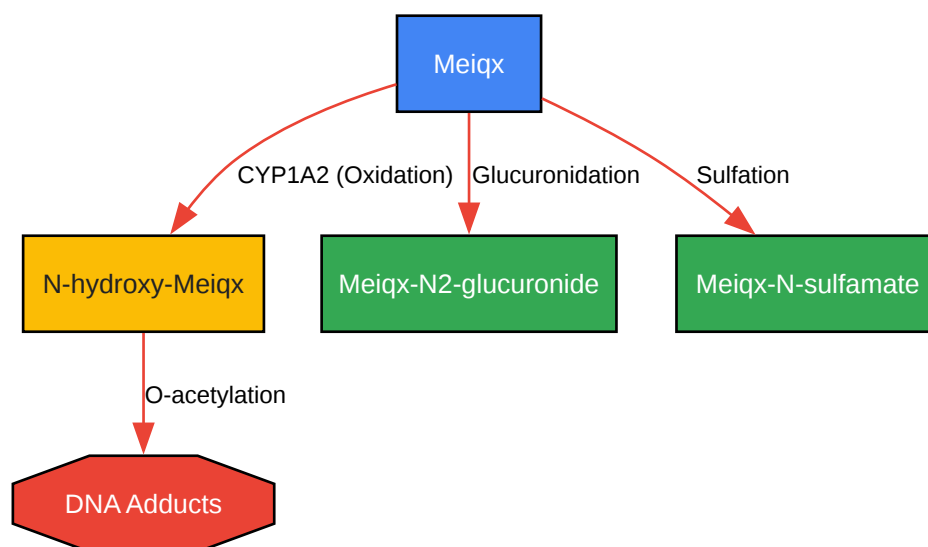 Meiqx
CYP1A2 (Oxidation)
Glucuronidation
Sulfation
N-hydroxy-Meiqx
Meiqx-N2-glucuronide
Meiqx-N-sulfamate
O-acetylation
DNA Adducts